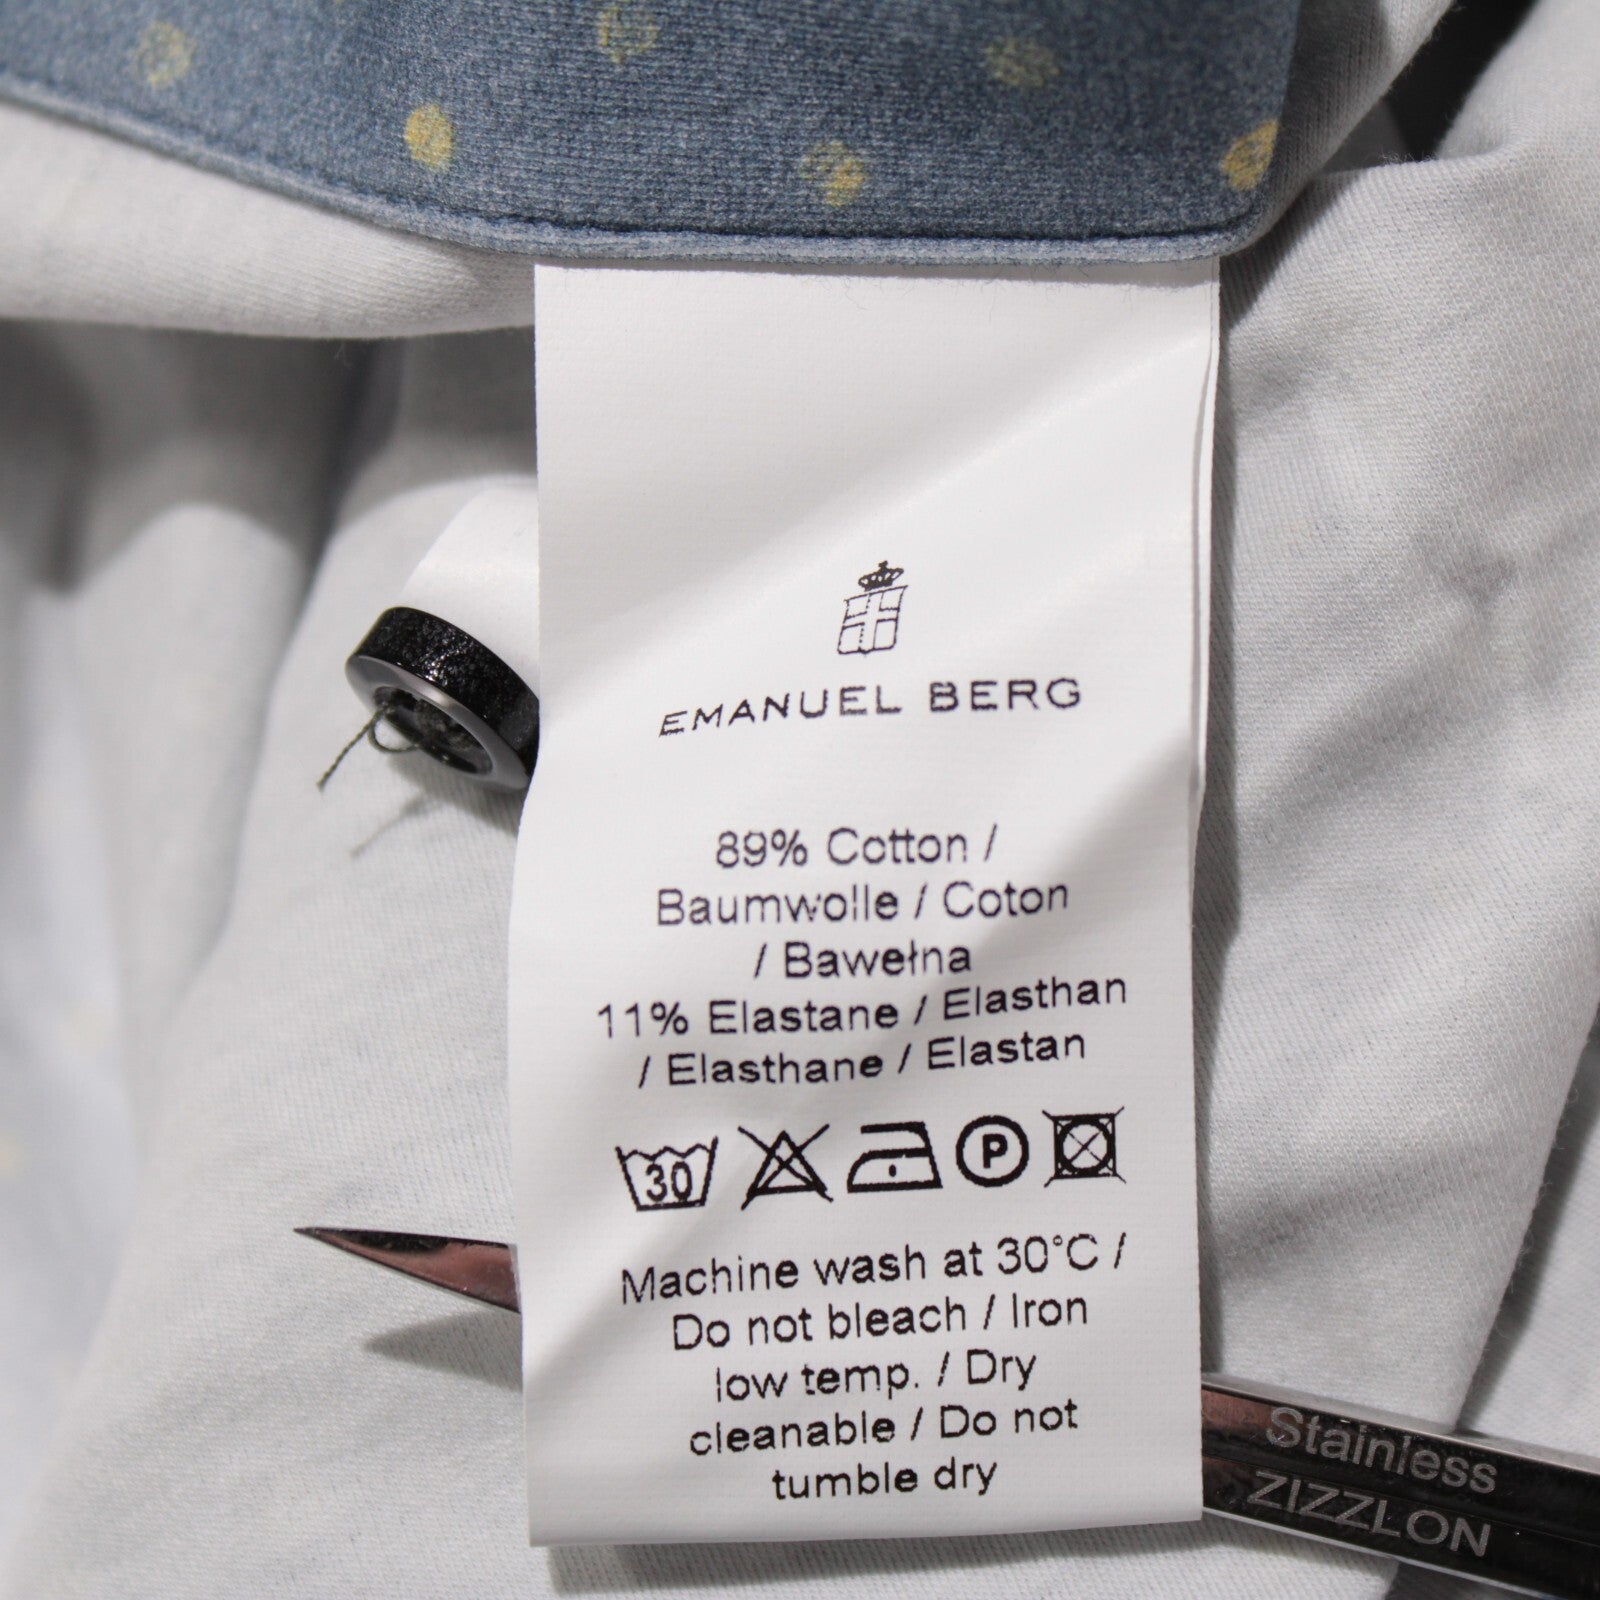 EMANUEL BERG
89% Cotton /
Baumwolle / Coton
/ Bawełna
11% Elastane / Elasthan
/ Elasthane / Elastan
30
P
Machine wash at 30°C /
Do not bleach / Iron
low temp. / Dry
cleanable / Do not
tumble dry
Stainless
ZIZZLON